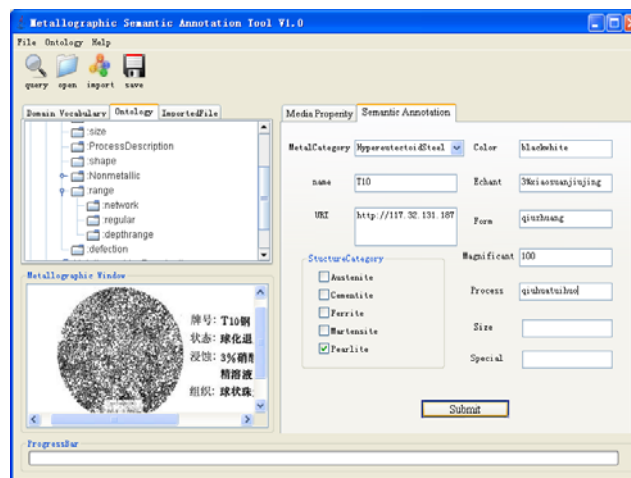 Metallographic Semantic Annotation Tool V1.0
File Ontology Help
query open import save
Domain Vocabulary Ontology ImportedFile
:size
:ProcessDescription
:shape
:Nonmetallic
:range
:network
:regular
:depthrange
:defection
Metallographic Window
牌号: T10钢
状态: 球化退
浸蚀: 3%硝酸
精溶液
组织: 球状珠
Media Property Semantic Annotation
MetalCategory HypereutectoidSteel Color blackwhite
name T10 Echant 3%xiaosuanjiujing
URI http://117.32.131.187 Form qiuzhuang
StuctureCategory Magnificant 100
Austenite
Cementite Process qiuhuatuihuo
Ferrite
Martensite Size
Pearlite Special
Submit
ProgressBar